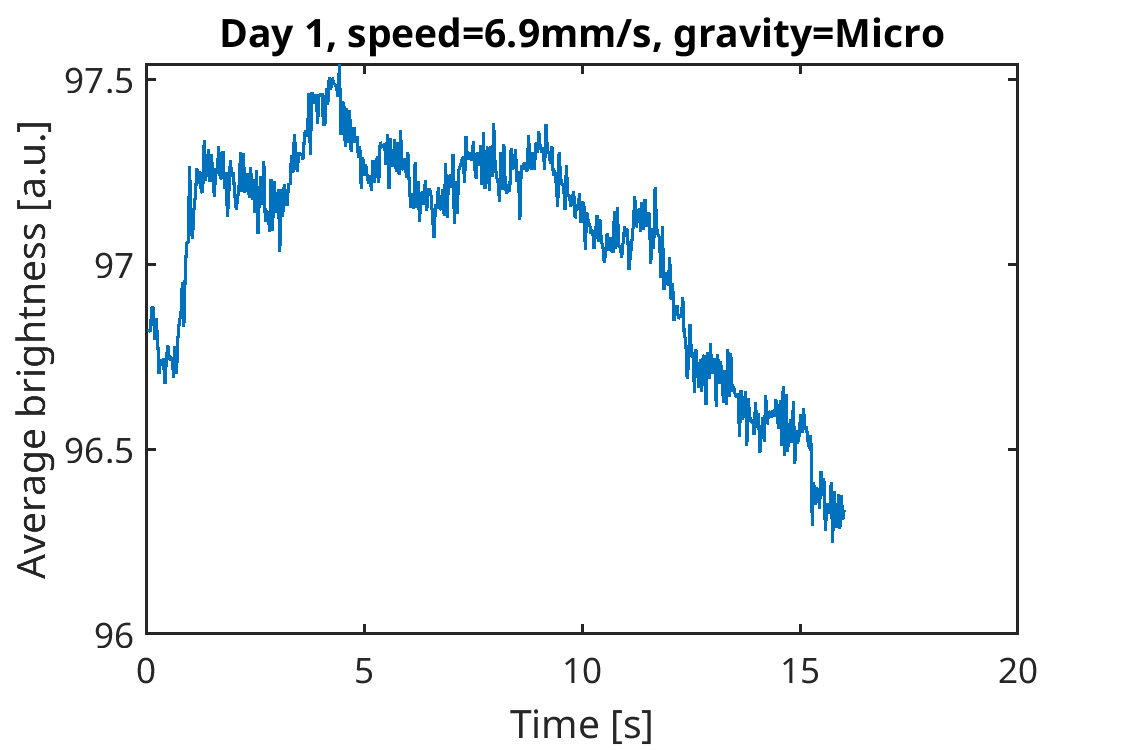 Day 1, speed=6.9mm/s, gravity=Micro
97.5
97
96.5
96
Average brightness [a.u.]
0 5 10 15 20
Time [s]